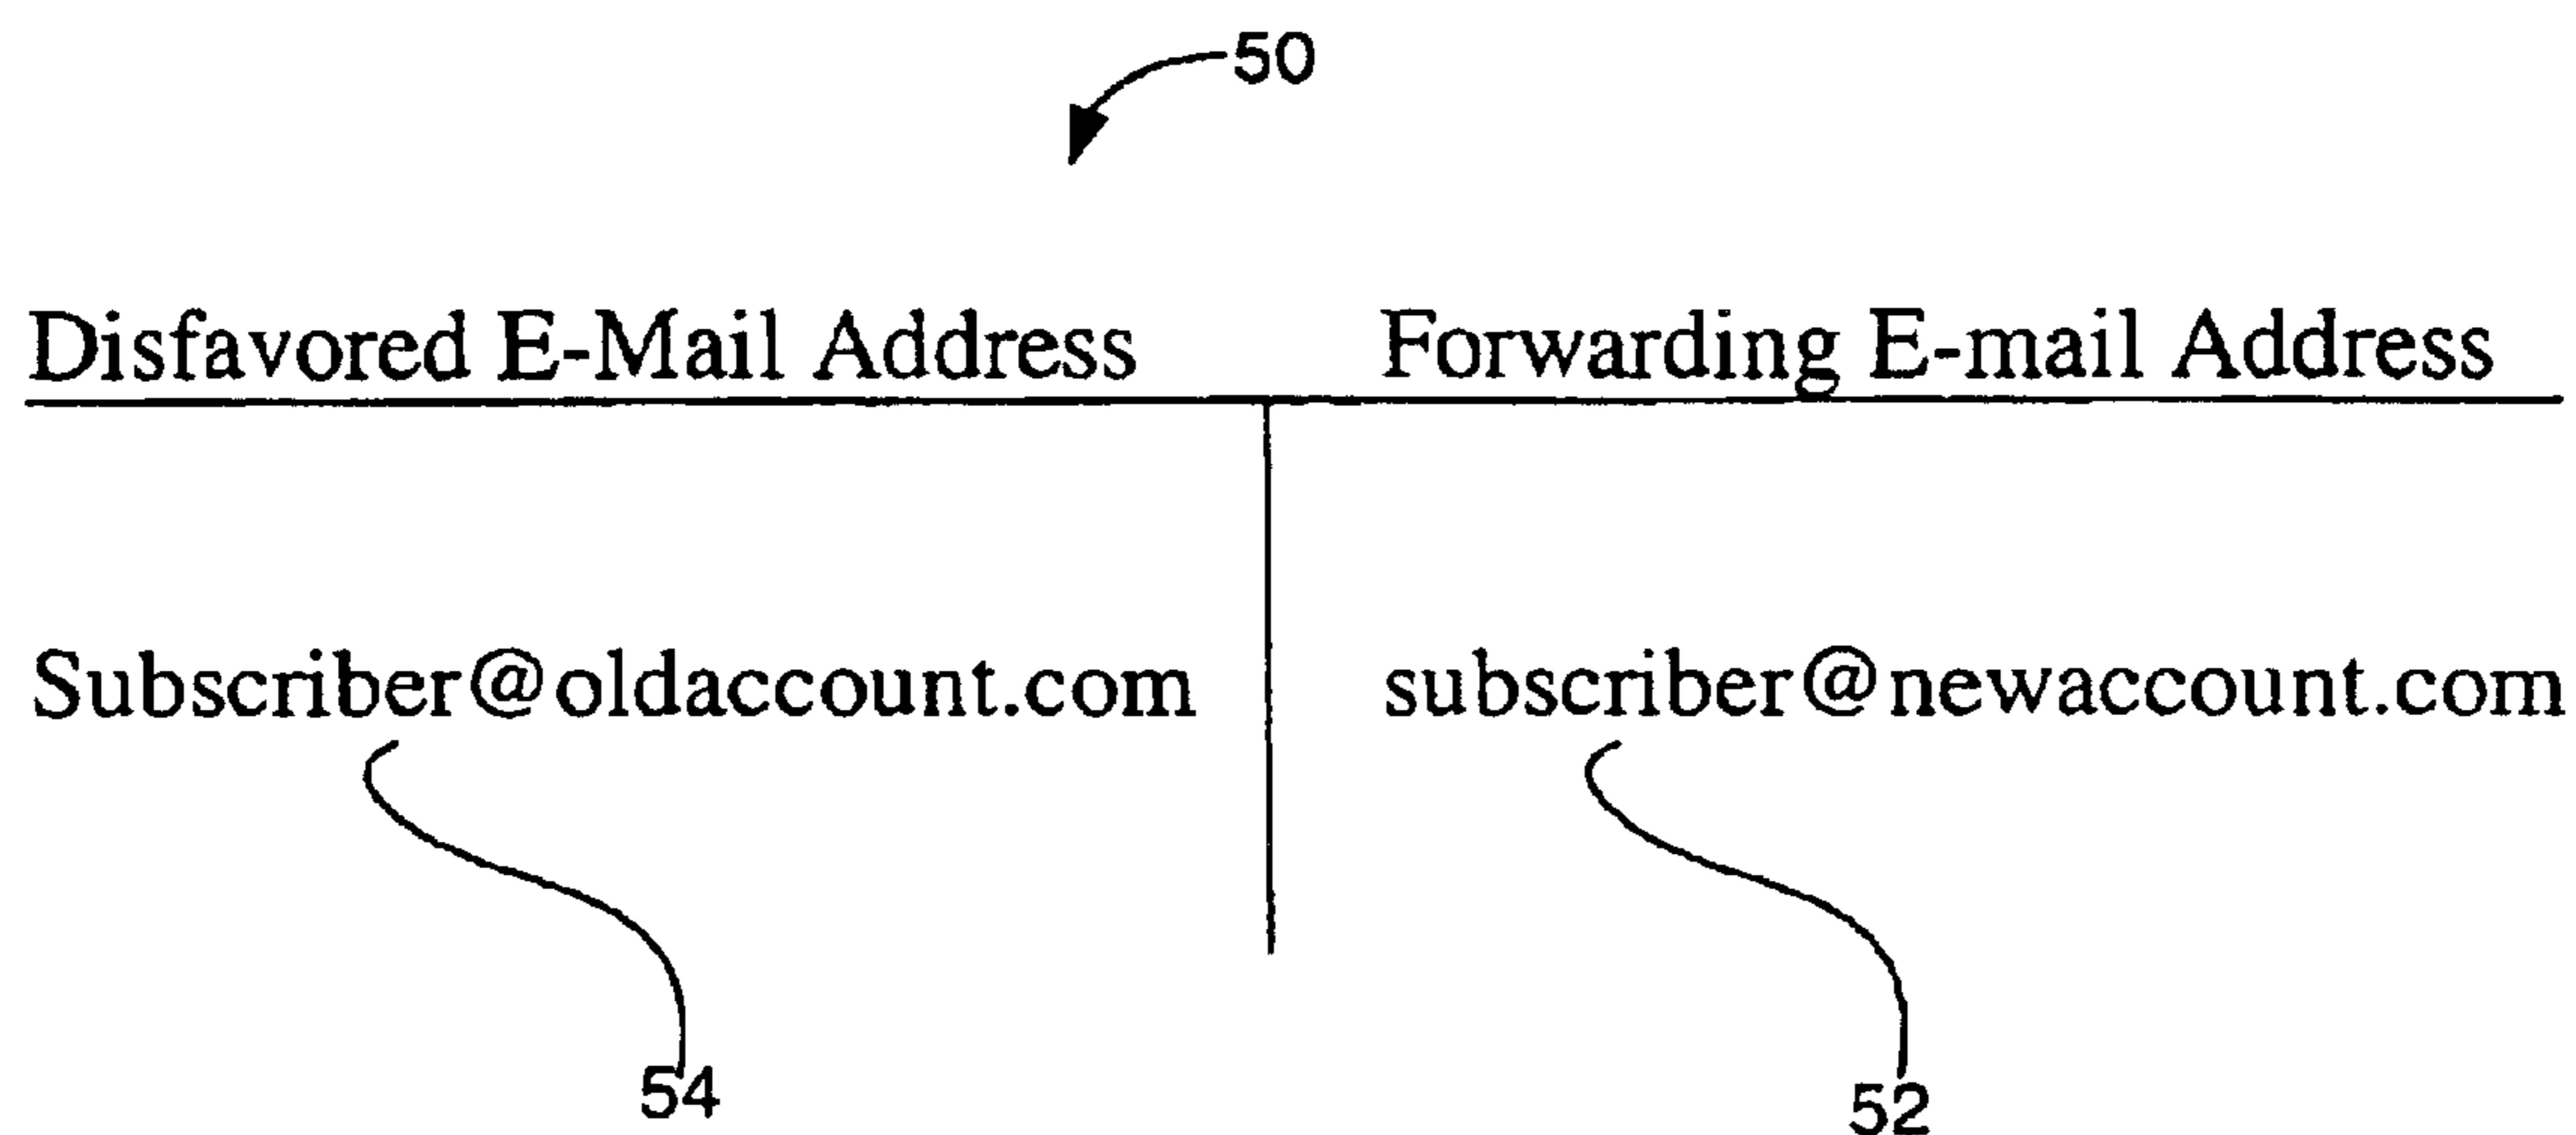 50
Disfavored E-Mail Address Forwarding E-mail Address
Subscriber@oldaccount.com subscriber@newaccount.com
54 52